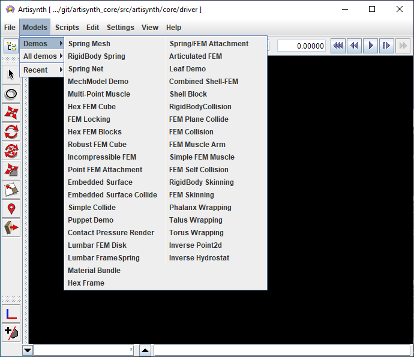 Artisynth [ .../git/artisynth_core/src/artisynth/core/driver ]
File Models Scripts Edit Settings View Help
Demos
All demos
Recent
0.00000
Spring Mesh
RigidBody Spring
Spring Net
MechModel Demo
Multi-Point Muscle
Hex FEM Cube
FEM Locking
Hex FEM Blocks
Robust FEM Cube
Incompressible FEM
Point FEM Attachment
Embedded Surface
Embedded Surface Collide
Simple Collide
Puppet Demo
Contact Pressure Render
Lumbar FEM Disk
Lumbar FrameSpring
Material Bundle
Hex Frame
Spring/FEM Attachment
Articulated FEM
Leaf Demo
Combined Shell-FEM
Shell Block
RigidBodyCollision
FEM Plane Collide
FEM Collision
FEM Muscle Arm
Simple FEM Muscle
FEM Self Collision
RigidBody Skinning
FEM Skinning
Phalanx Wrapping
Talus Wrapping
Torus Wrapping
Inverse Point2d
Inverse Hydrostat